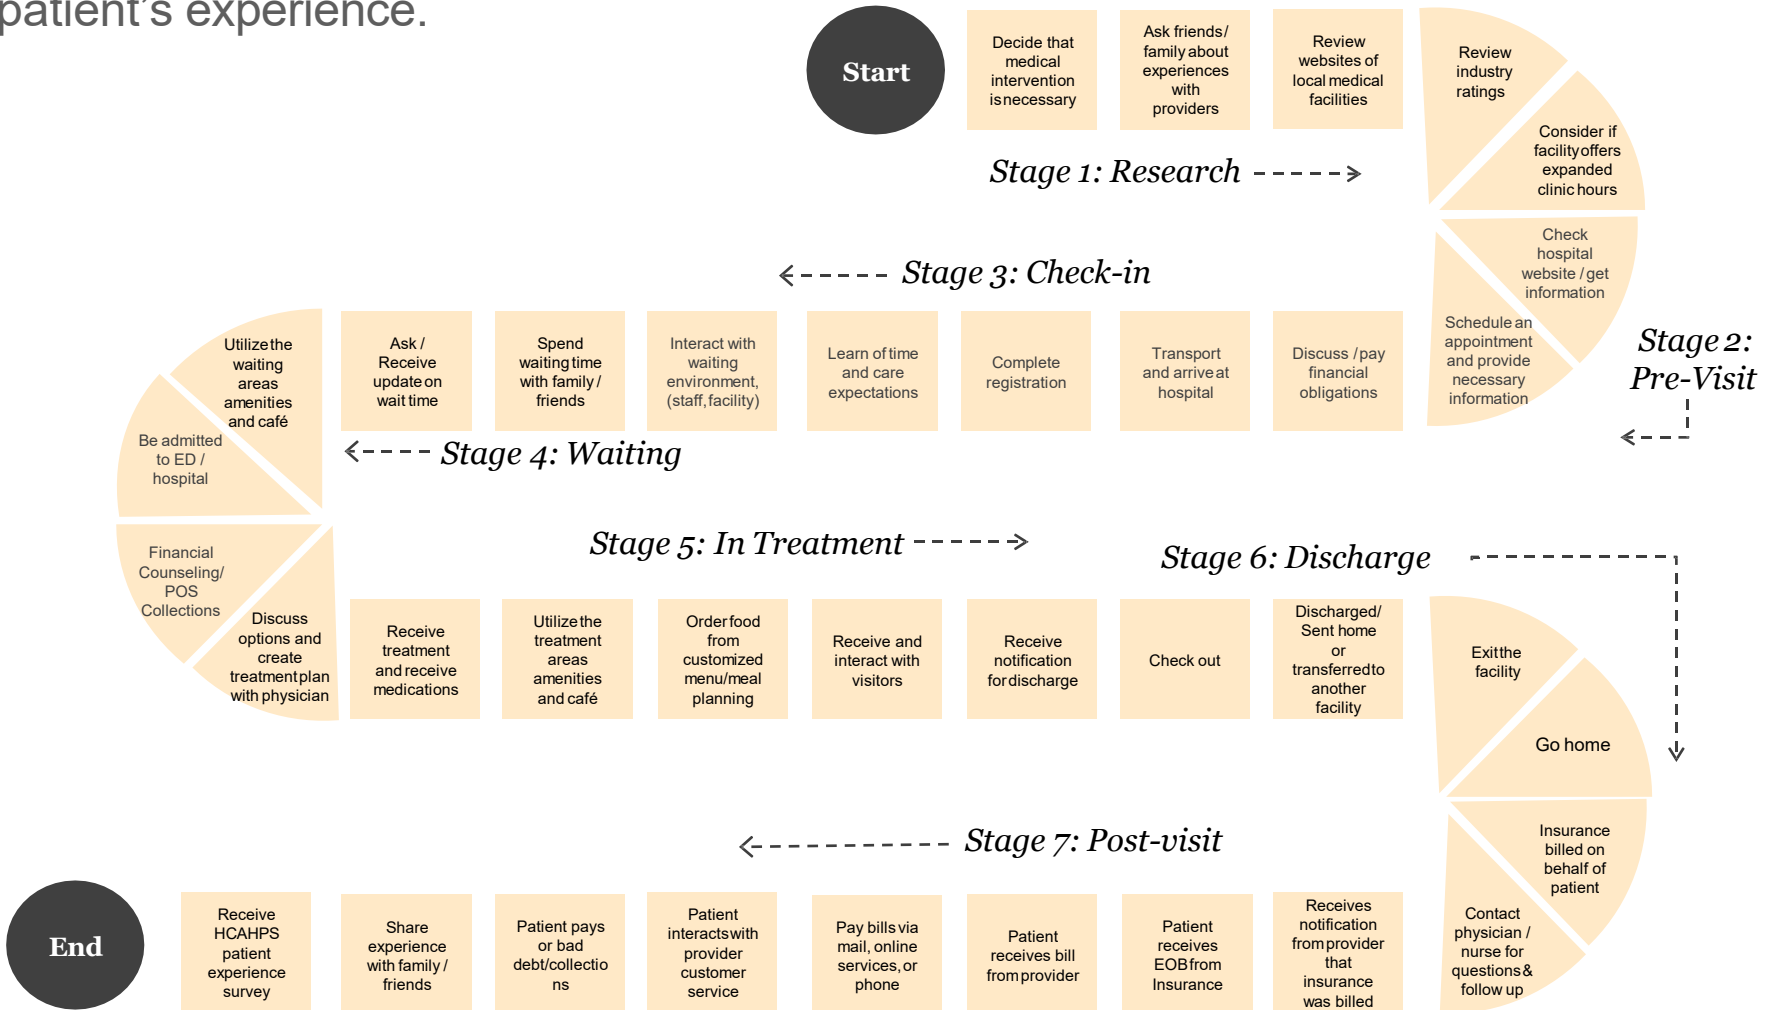 patient's experience.
Start
Decide that
medical
intervention
is necessary
Ask friends /
family about
experiences
with
providers
Review
websites of
local medical
facilities
Review
industry
ratings
Consider if
facility offers
expanded
clinic hours
Check
hospital
website / get
information
Schedule an
appointment
and provide
necessary
information
Stage 1: Research
Stage 2:
Pre-Visit
Stage 3: Check-in
Discuss / pay
financial
obligations
Transport
and arrive at
hospital
Complete
registration
Learn of time
and care
expectations
Interact with
waiting
environment,
(staff, facility)
Spend
waiting time
with family /
friends
Ask /
Receive
update on
wait time
Utilize the
waiting
areas
amenities
and café
Stage 4: Waiting
Be admitted
to ED /
hospital
Financial
Counseling/
POS
Collections
Discuss
options and
create
treatment plan
with physician
Stage 5: In Treatment
Stage 6: Discharge
Receive
treatment
and receive
medications
Utilize the
treatment
areas
amenities
and café
Order food
from
customized
menu/meal
planning
Receive and
interact with
visitors
Receive
notification
for discharge
Check out
Discharged/
Sent home
or
transferred to
another
facility
Exit the
facility
Go home
Insurance
billed on
behalf of
patient
Contact
physician /
nurse for
questions &
follow up
Stage 7: Post-visit
Receives
notification
from provider
that
insurance
was billed
Patient
receives
EOB from
Insurance
Patient
receives bill
from provider
Pay bills via
mail, online
services, or
phone
Patient
interacts with
provider
customer
service
Patient pays
or bad
debt/collectio
ns
Share
experience
with family /
friends
Receive
HCAHPS
patient
experience
survey
End